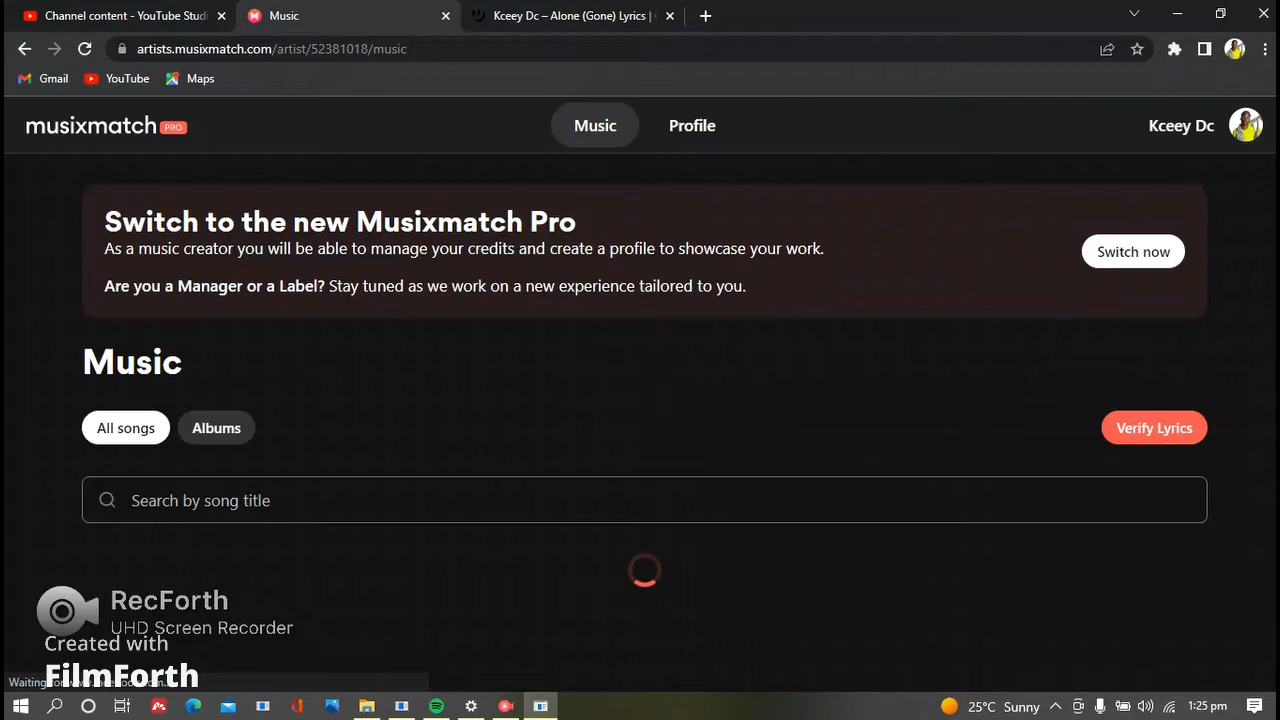 Channel content - YouTube Studi
Music
Kceey Dc – Alone (Gone) Lyrics |
artists.musixmatch.com/artist/52381018/music
Gmail
YouTube
Maps
musixmatch PRO
Music
Profile
Kceey Dc
Switch to the new Musixmatch Pro
As a music creator you will be able to manage your credits and create a profile to showcase your work.
Switch now
Are you a Manager or a Label? Stay tuned as we work on a new experience tailored to you.
Music
All songs
Albums
Verify Lyrics
Search by song title
RecForth
UHD Screen Recorder
Created with
FilmForth
Waiting
25°C Sunny
1:25 pm